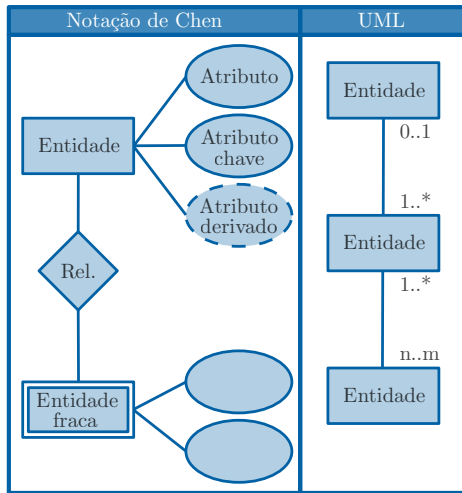 Notação de Chen
UML
Atributo
Entidade
Atributo
chave
Atributo
derivado
Rel.
Entidade
fraca
Entidade
0..1
1..*
Entidade
1..*
n..m
Entidade